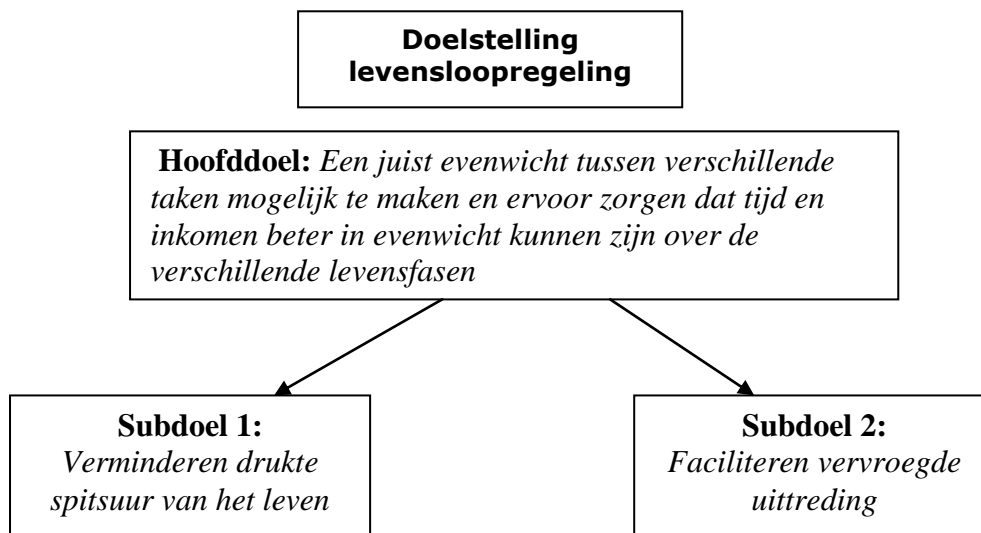 Doelstelling
levensloopregeling
Hoofddoel: Een juist evenwicht tussen verschillende
taken mogelijk te maken en ervoor zorgen dat tijd en
inkomen beter in evenwicht kunnen zijn over de
verschillende levensfasen
Subdoel 1:
Verminderen drukte
spitsuur van het leven
Subdoel 2:
Faciliteren vervroegde
uittreding